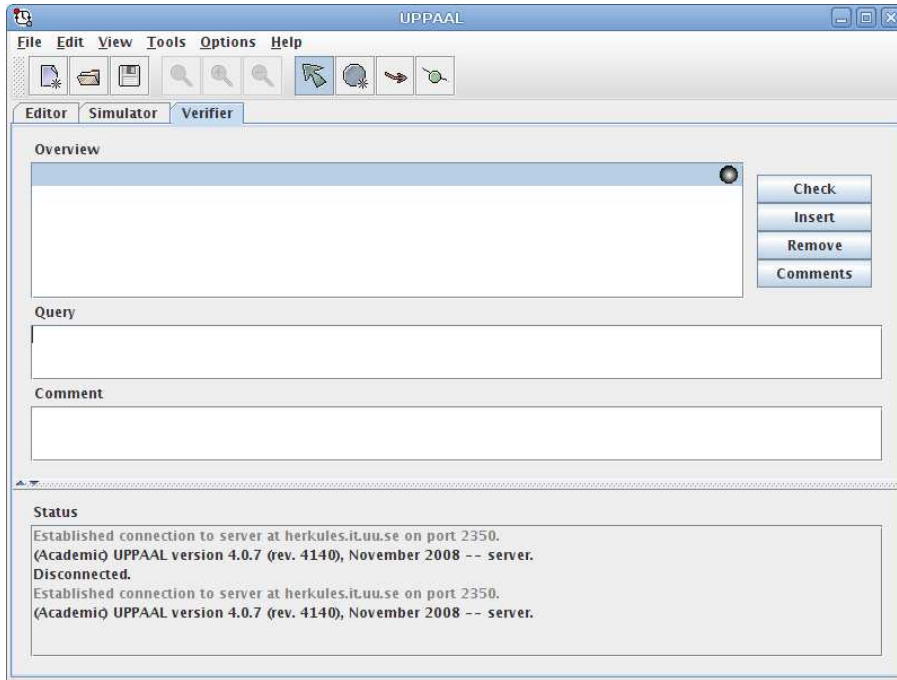 UPPAAL
File Edit View Tools Options Help
Editor Simulator Verifier
Overview
Check
Insert
Remove
Comments
Query
Comment
Status
Established connection to server at herkules.it.uu.se on port 2350.
(Academic) UPPAAL version 4.0.7 (rev. 4140), November 2008 -- server.
Disconnected.
Established connection to server at herkules.it.uu.se on port 2350.
(Academic) UPPAAL version 4.0.7 (rev. 4140), November 2008 -- server.